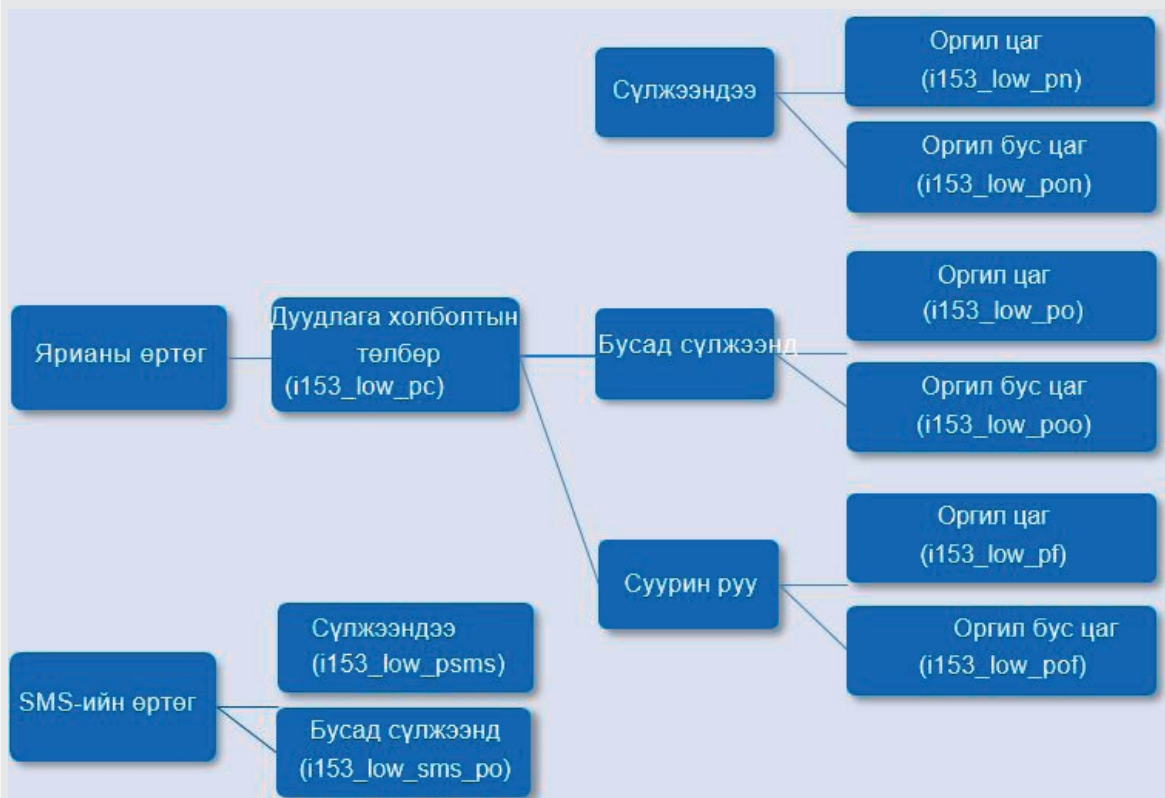 Сүлжээндээ
Оргил цаг
(i153_low_pn)
Оргил бус цаг
(i153_low_pon)
Ярианы өртөг
Дуудлага холболтын
төлбөр
(i153_low_pc)
Бусад сүлжээнд
Оргил цаг
(i153_low_po)
Оргил бус цаг
(i153_low_poo)
Суурин руу
Оргил цаг
(i153_low_pf)
Оргил бус цаг
(i153_low_pof)
SMS-ийн өртөг
Сүлжээндээ
(i153_low_psms)
Бусад сүлжээнд
(i153_low_sms_po)